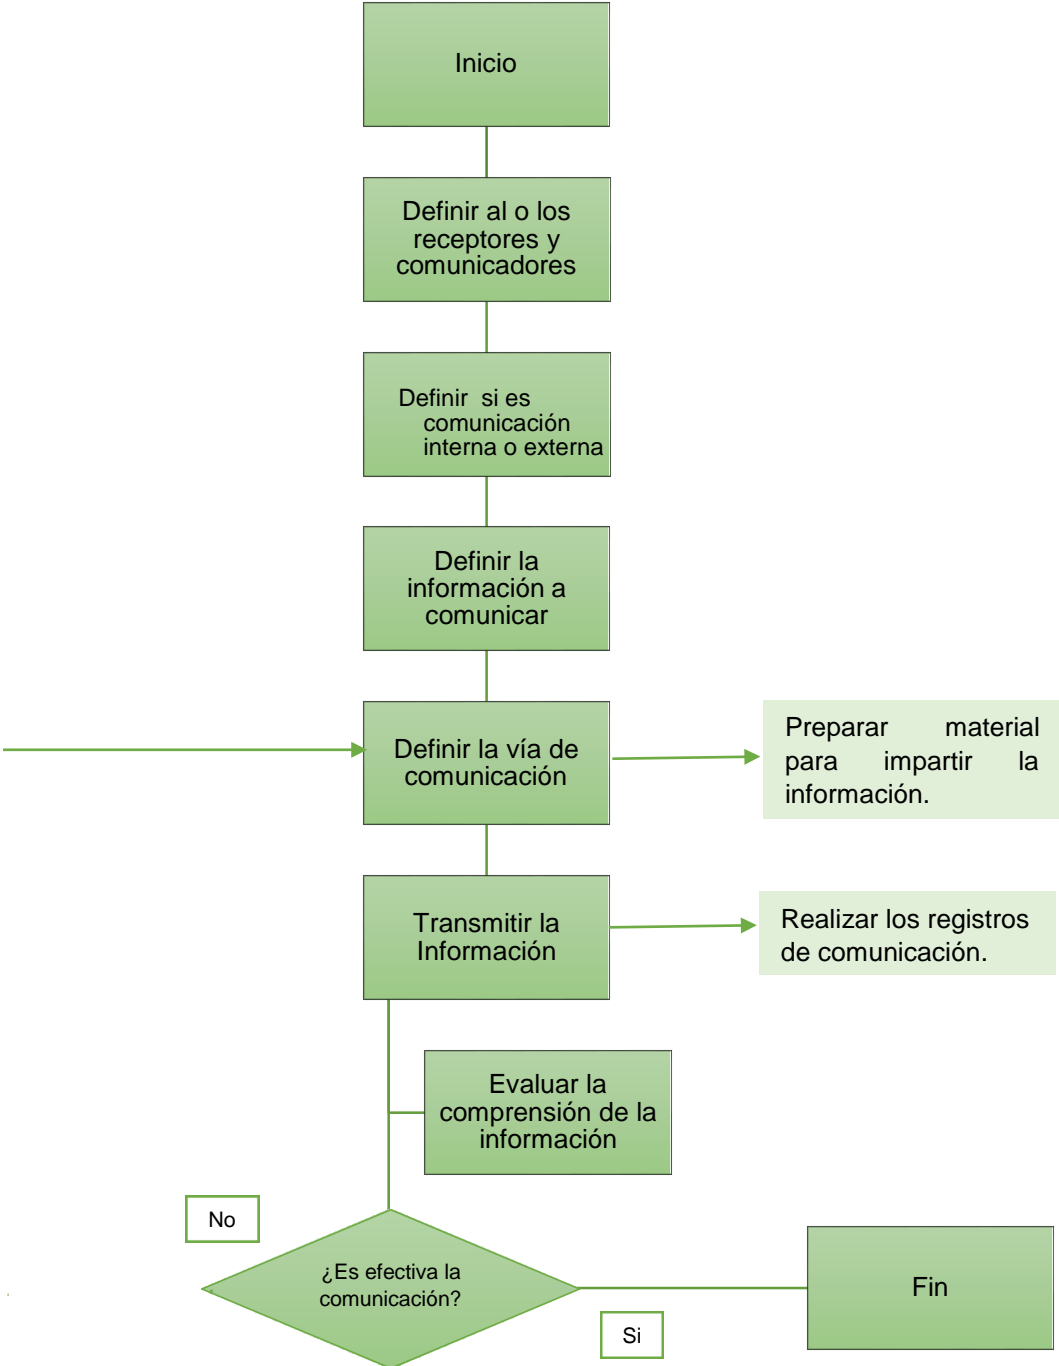 Inicio
Definir al o los
receptores y
comunicadores
Definir si es
comunicación
interna o externa
Definir la
información a
comunicar
Definir la vía de
comunicación
Preparar material
para impartir la
información.
Transmitir la
Información
Realizar los registros
de comunicación.
Evaluar la
comprensión de la
información
No
¿Es efectiva la
comunicación?
Si
Fin